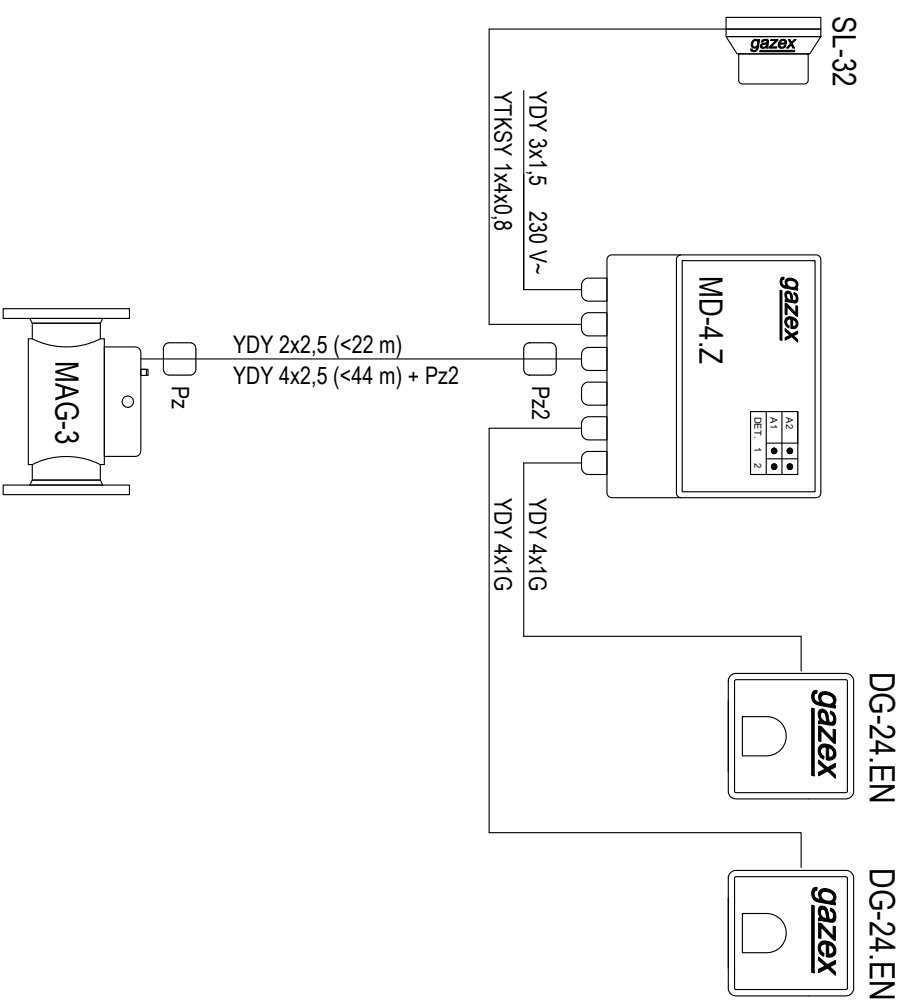 SL-32
gazex
YDY 3x1,5 230 V~
YTKSY 1x4x0,8
gazex
MD-4.Z
A2
A1
DET. 1 2
YDY 2x2,5 (<22 m)
YDY 4x2,5 (<44 m) + Pz2
Pz2
Pz
MAG-3
YDY 4x1G
YDY 4x1G
DG-24.EN
gazex
DG-24.EN
gazex